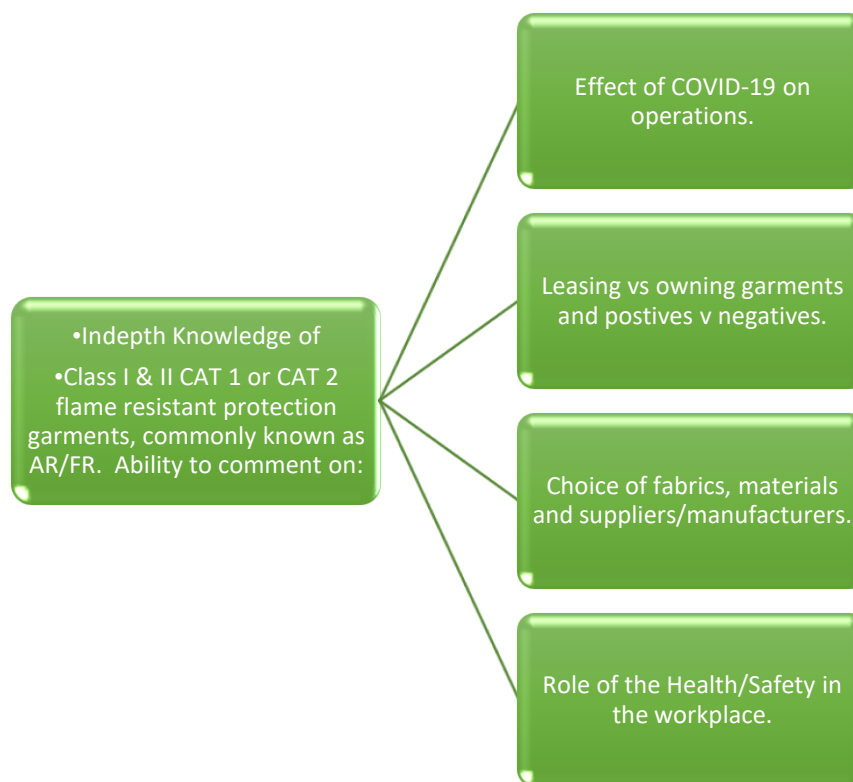 •Indepth Knowledge of
•Class I & II CAT 1 or CAT 2
flame resistant protection
garments, commonly known as
AR/FR.  Ability to comment on:
Effect of COVID-19 on
operations.
Leasing vs owning garments
and postives v negatives.
Choice of fabrics, materials
and suppliers/manufacturers.
Role of the Health/Safety in
the workplace.